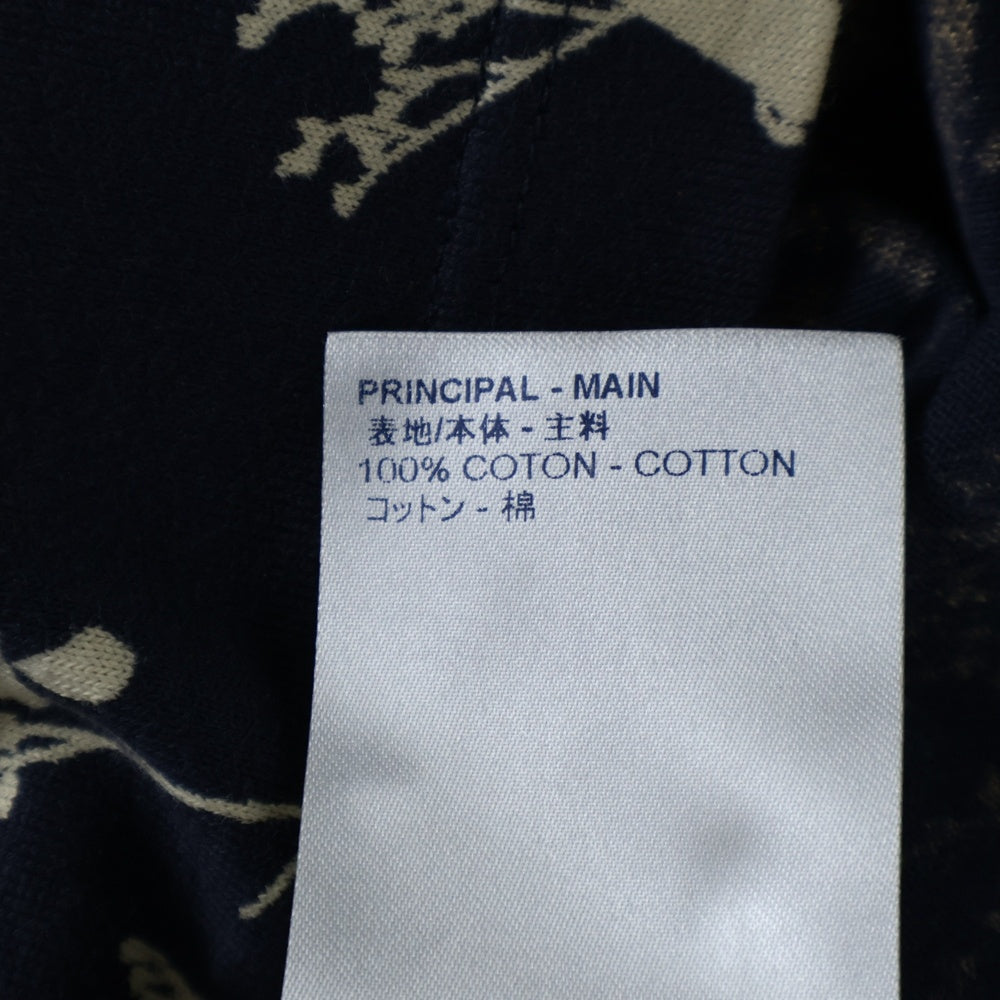 PRINCIPAL - MAIN
表地/本体 - 主料
100% COTON - COTTON
コットン - 棉